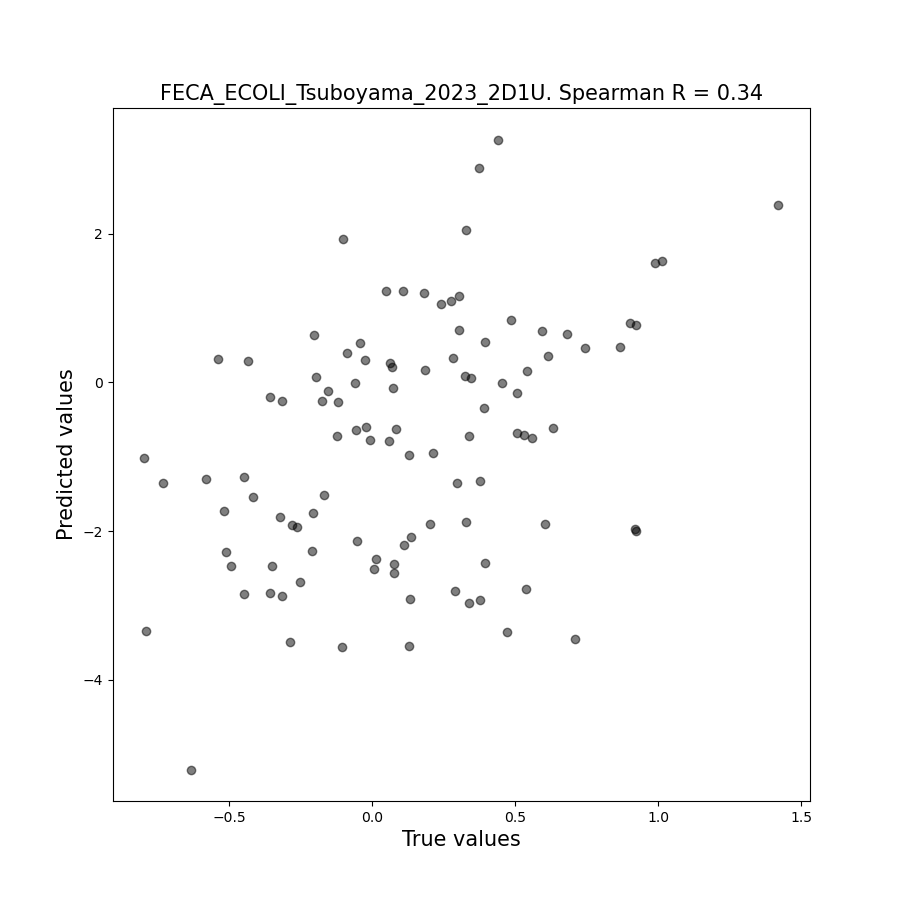 FECA_ECOLI_Tsuboyama_2023_2D1U. Spearman R = 0.34
2
0
−2
−4
Predicted values
−0.5 0.0 0.5 1.0 1.5
True values